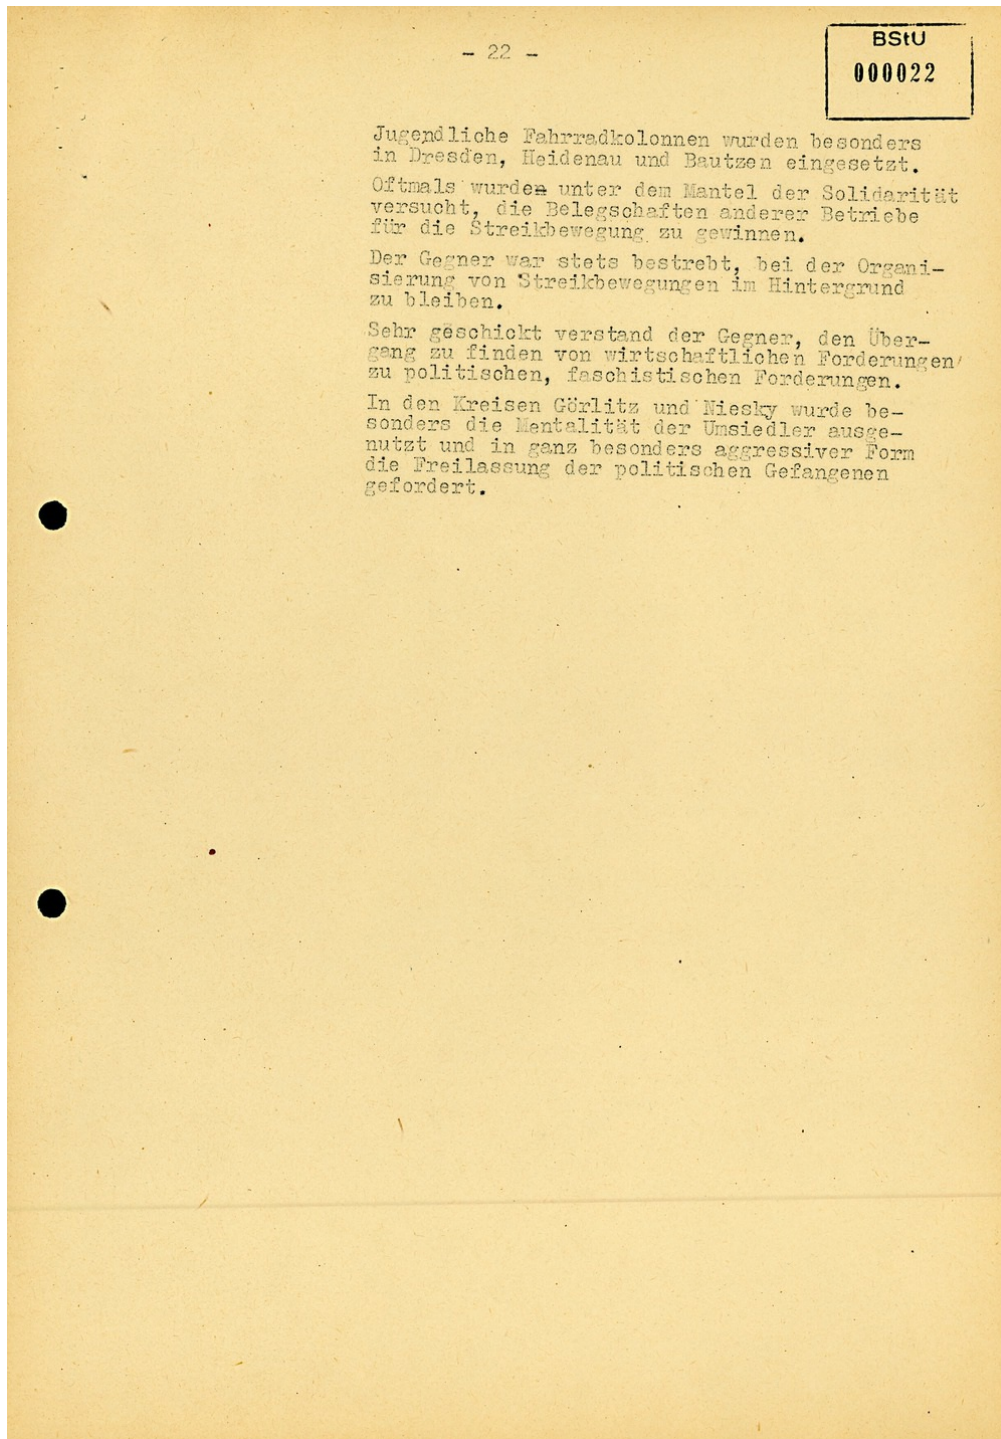 - 22 -
BStU
000022
Jugendliche Fahrradkolonnen wurden besonders
in Dresden, Heidenau und Bautzen eingesetzt.
Oftmals wurden unter dem Mantel der Solidarität
versucht, die Belegschaften anderer Betriebe
für die Streikbewegung zu gewinnen.
Der Gegner war stets bestrebt, bei der Organi-
sierung von Streikbewegungen im Hintergrund
zu bleiben.
Sehr geschickt verstand der Gegner, den Über-
gang zu finden von wirtschaftlichen Forderungen
zu politischen, faschistischen Forderungen.
In den Kreisen Görlitz und Niesky wurde be-
sonders die Mentalität der Umsiedler ausge-
nutzt und in ganz besonders aggressiver Form
die Freilassung der politischen Gefangenen
gefordert.